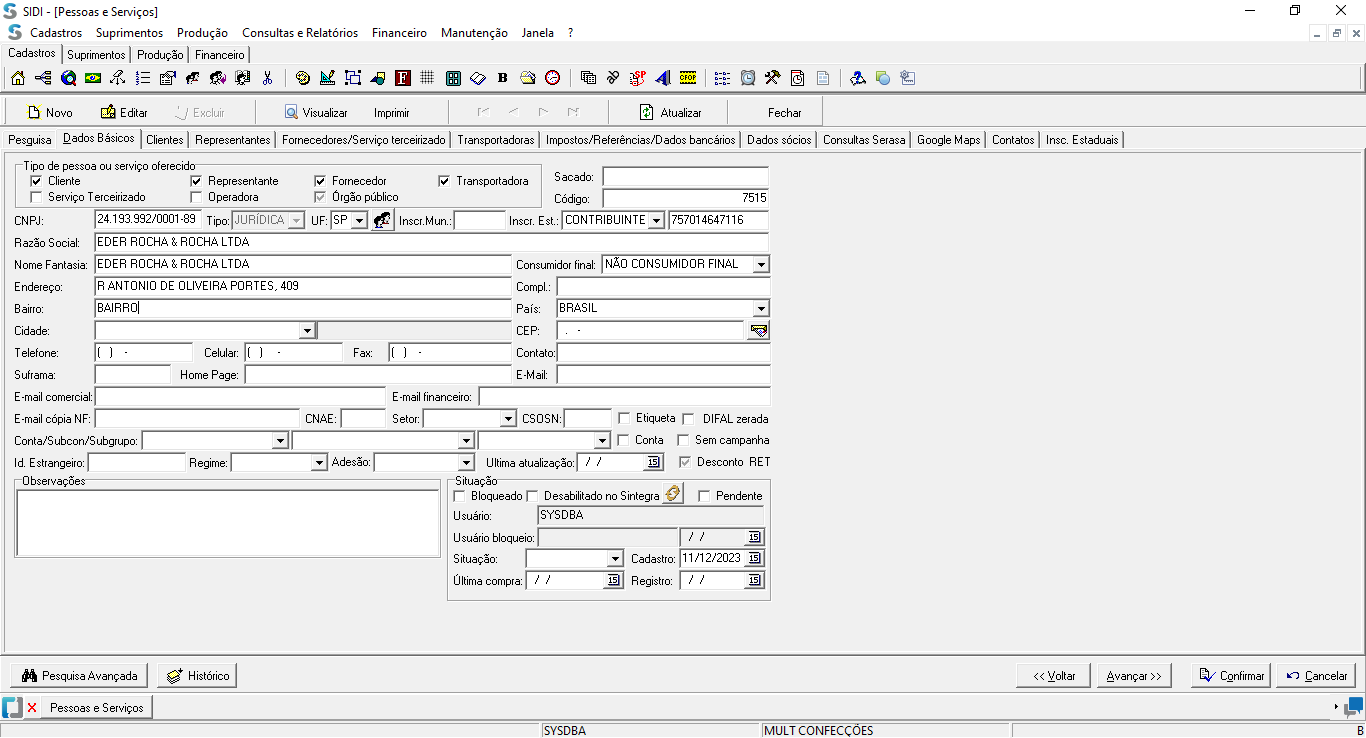 SIDI - [Pessoas e Serviços]
Cadastros Suprimentos Produção Consultas e Relatórios Financeiro Manutenção Janela ?
Cadastros Suprimentos Produção Financeiro
Novo Editar Excluir Visualizar Imprimir Atualizar Fechar
Pesquisa Dados Básicos Clientes Representantes Fornecedores/Serviço terceirizado Transportadoras Impostos/Referências/Dados bancários Dados sócios Consultas Serasa Google Maps Contatos Insc. Estaduais
Tipo de pessoa ou serviço oferecido
Cliente Representante Fornecedor Transportadora Sacado:
Serviço Terceirizado Operadora Órgão público Código: 7515
CNPJ: 24.193.992/0001-89 Tipo: JURÍDICA UF: SP Inscr.Mun.: Inscr. Est.: CONTRIBUINTE 757014647116
Razão Social: EDER ROCHA & ROCHA LTDA
Nome Fantasia: EDER ROCHA & ROCHA LTDA Consumidor final: NÃO CONSUMIDOR FINAL
Endereço: R ANTONIO DE OLIVEIRA PORTES, 409 Compl.:
Bairro: BAIRRO País: BRASIL
Cidade: CEP: . -
Telefone: ( ) - Celular: ( ) - Fax: ( ) - Contato:
Suframa: Home Page: E-Mail:
E-mail comercial: E-mail financeiro:
E-mail cópia NF: CNAE: Setor: CSOSN: Etiqueta DIFAL zerada
Conta/Subcon/Subgrupo: Conta Sem campanha
Id. Estrangeiro: Regime: Adesão: Ultima atualização: / / 15 Desconto RET
Observações
Situação
Bloqueado Desabilitado no Sintegra Pendente
Usuário: SYSDBA
Usuário bloqueio: / / 15
Situação: Cadastro: 11/12/2023 15
Última compra: / / 15 Registro: / / 15
Pesquisa Avançada Histórico << Voltar Avançar >> Confirmar Cancelar
Pessoas e Serviços
SYSDBA MULT CONFECÇÕES B